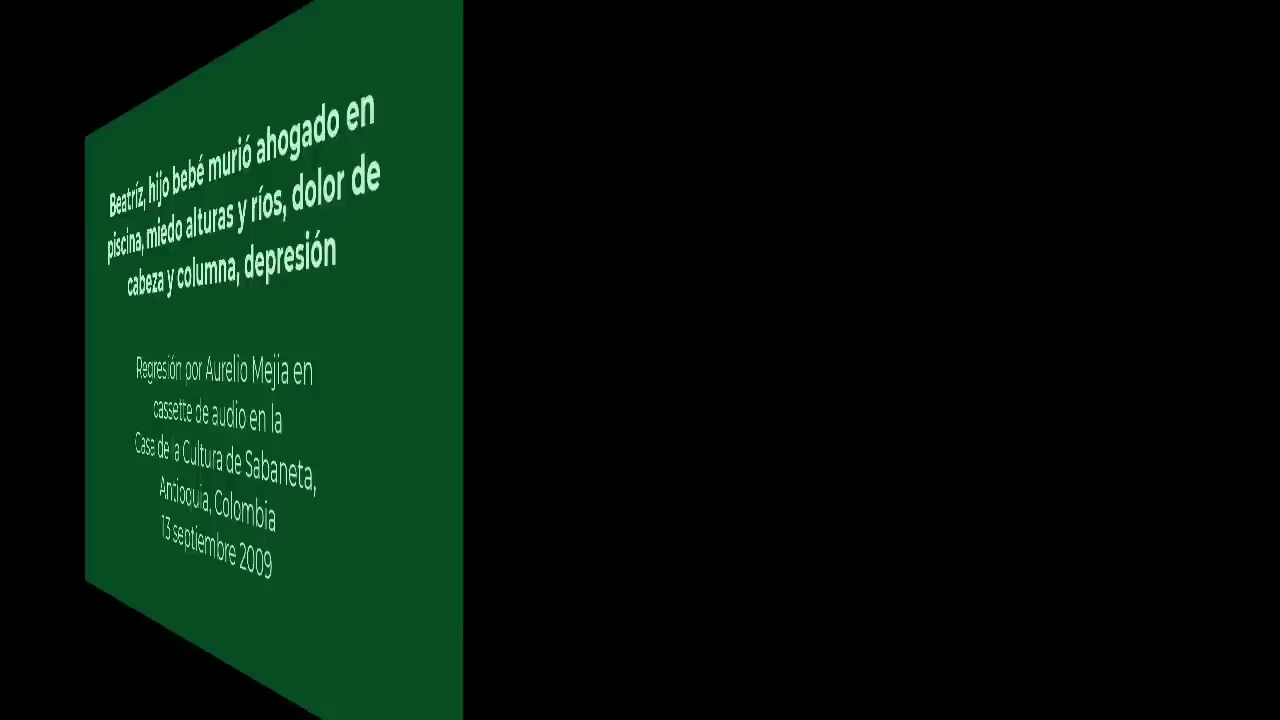 Beatríz, hijo bebé murió ahogado en
piscina, miedo alturas y ríos, dolor de
cabeza y columna, depresión
Regresión por Aurelio Mejia en
cassette de audio en la
Casa de la Cultura de Sabaneta,
Antioquia, Colombia
13 septiembre 2009